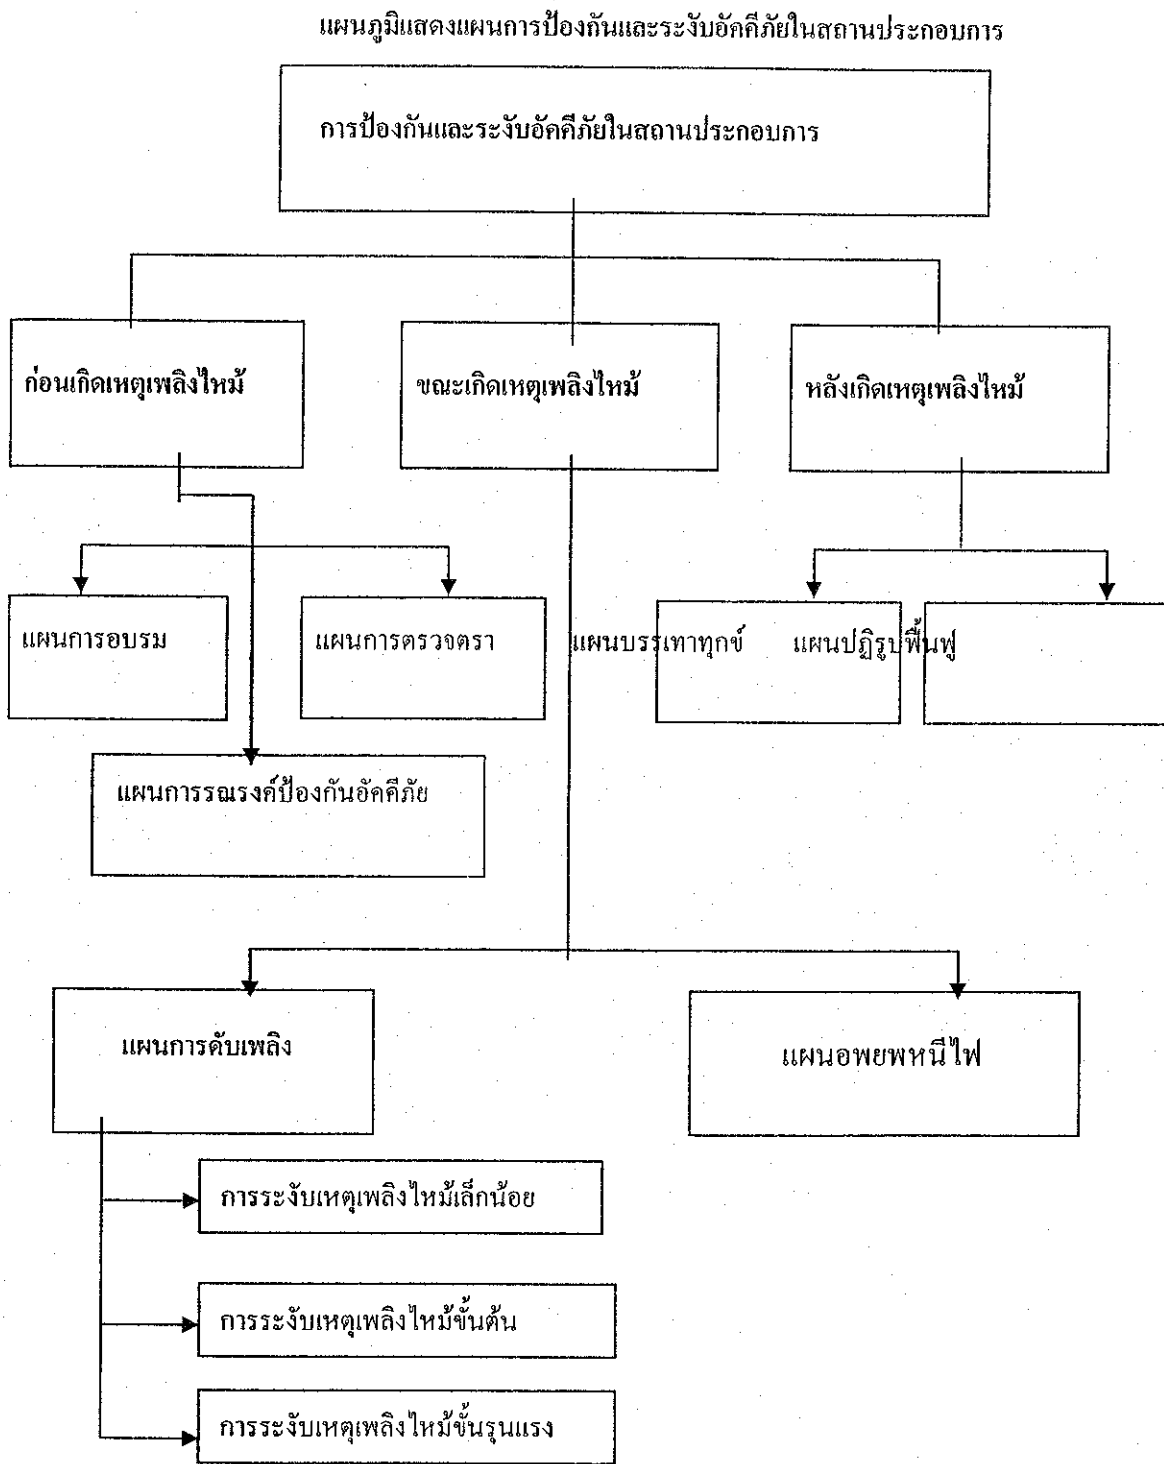 แผนภูมิแสดงแผนการป้องกันและระงับอัคคีภัยในสถานประกอบการ
การป้องกันและระงับอัคคีภัยในสถานประกอบการ
ก่อนเกิดเหตุเพลิงไหม้
ขณะเกิดเหตุเพลิงไหม้
หลังเกิดเหตุเพลิงไหม้
แผนการอบรม
แผนการตรวจตรา
แผนบรรเทาทุกข์
แผนปฏิรูปฟื้นฟู
แผนการรณรงค์ป้องกันอัคคีภัย
แผนการดับเพลิง
แผนอพยพหนีไฟ
การระงับเหตุเพลิงไหม้เล็กน้อย
การระงับเหตุเพลิงไหม้ขั้นต้น
การระงับเหตุเพลิงไหม้ขั้นรุนแรง